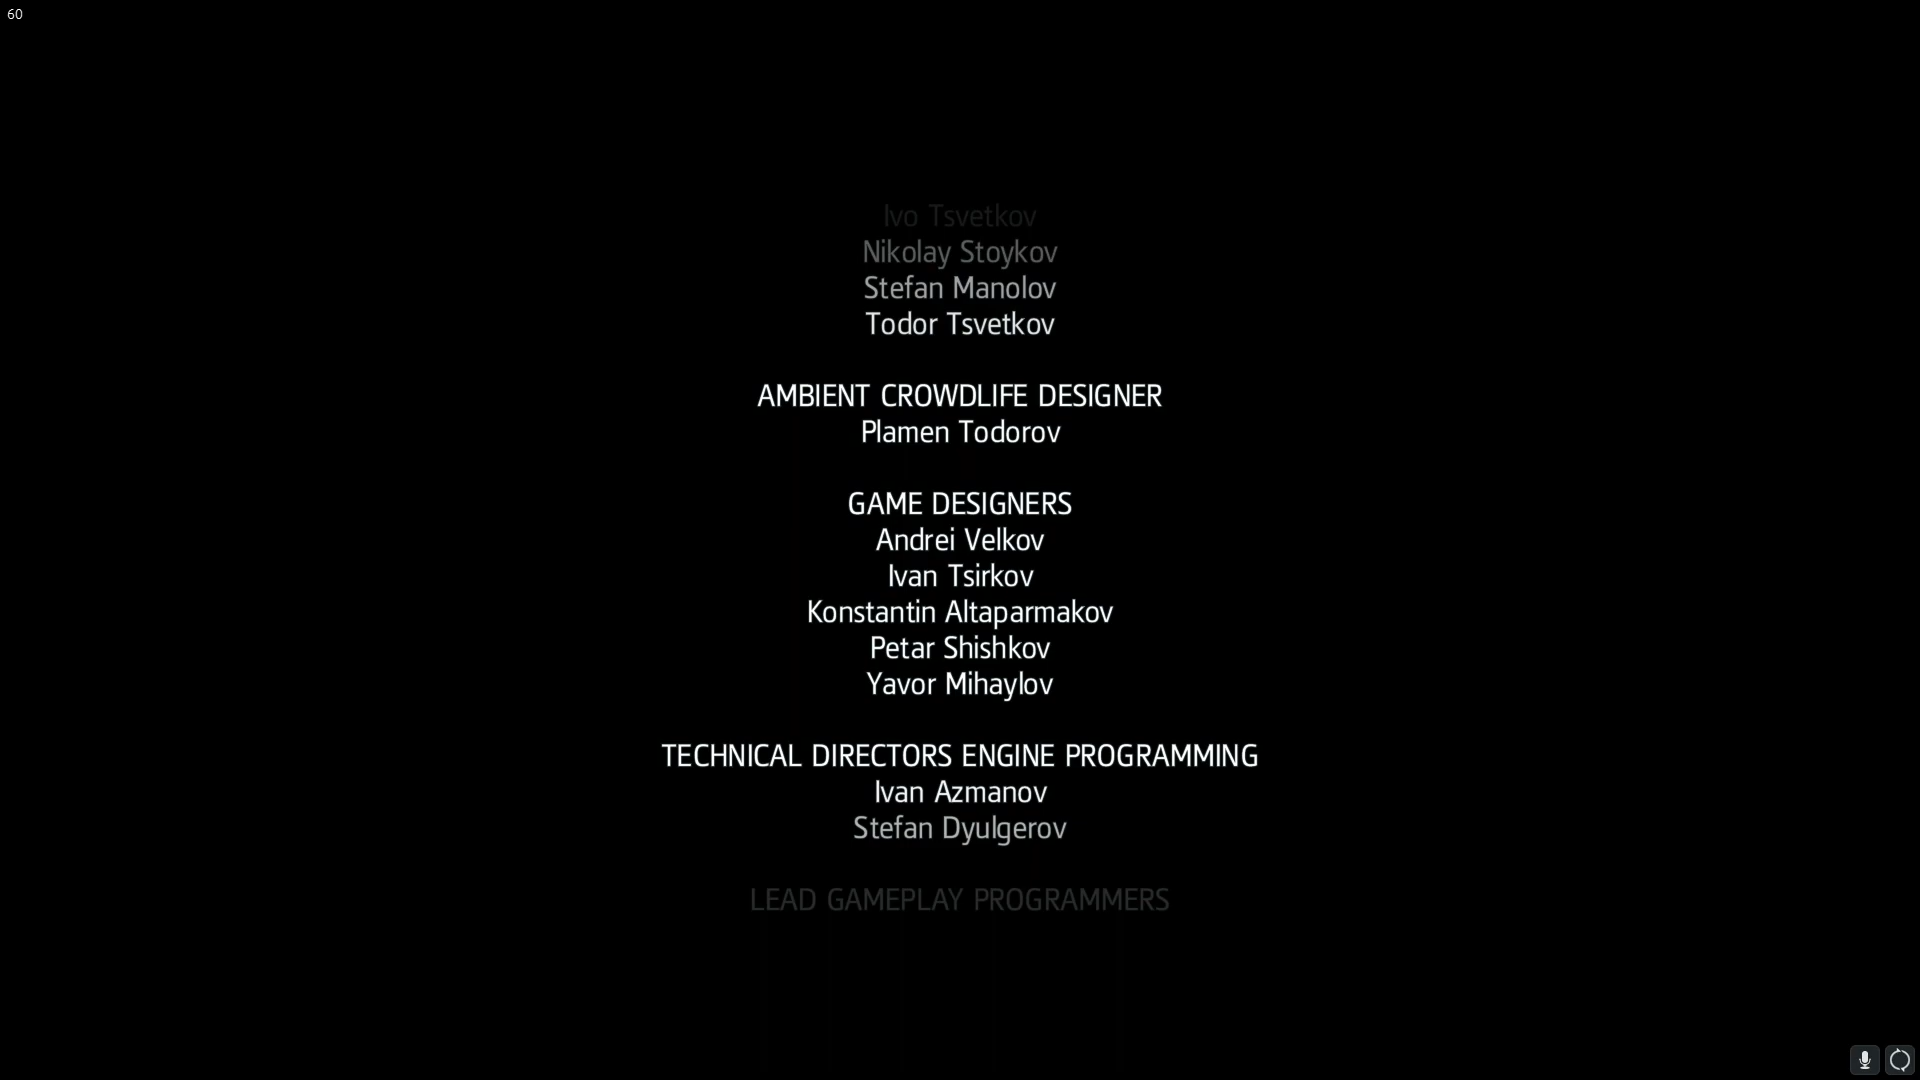 60
Ivo Tsvetkov
Nikolay Stoykov
Stefan Manolov
Todor Tsvetkov
AMBIENT CROWDLIFE DESIGNER
Plamen Todorov
GAME DESIGNERS
Andrei Velkov
Ivan Tsirkov
Konstantin Altaparmakov
Petar Shishkov
Yavor Mihaylov
TECHNICAL DIRECTORS ENGINE PROGRAMMING
Ivan Azmanov
Stefan Dyulgerov
LEAD GAMEPLAY PROGRAMMERS